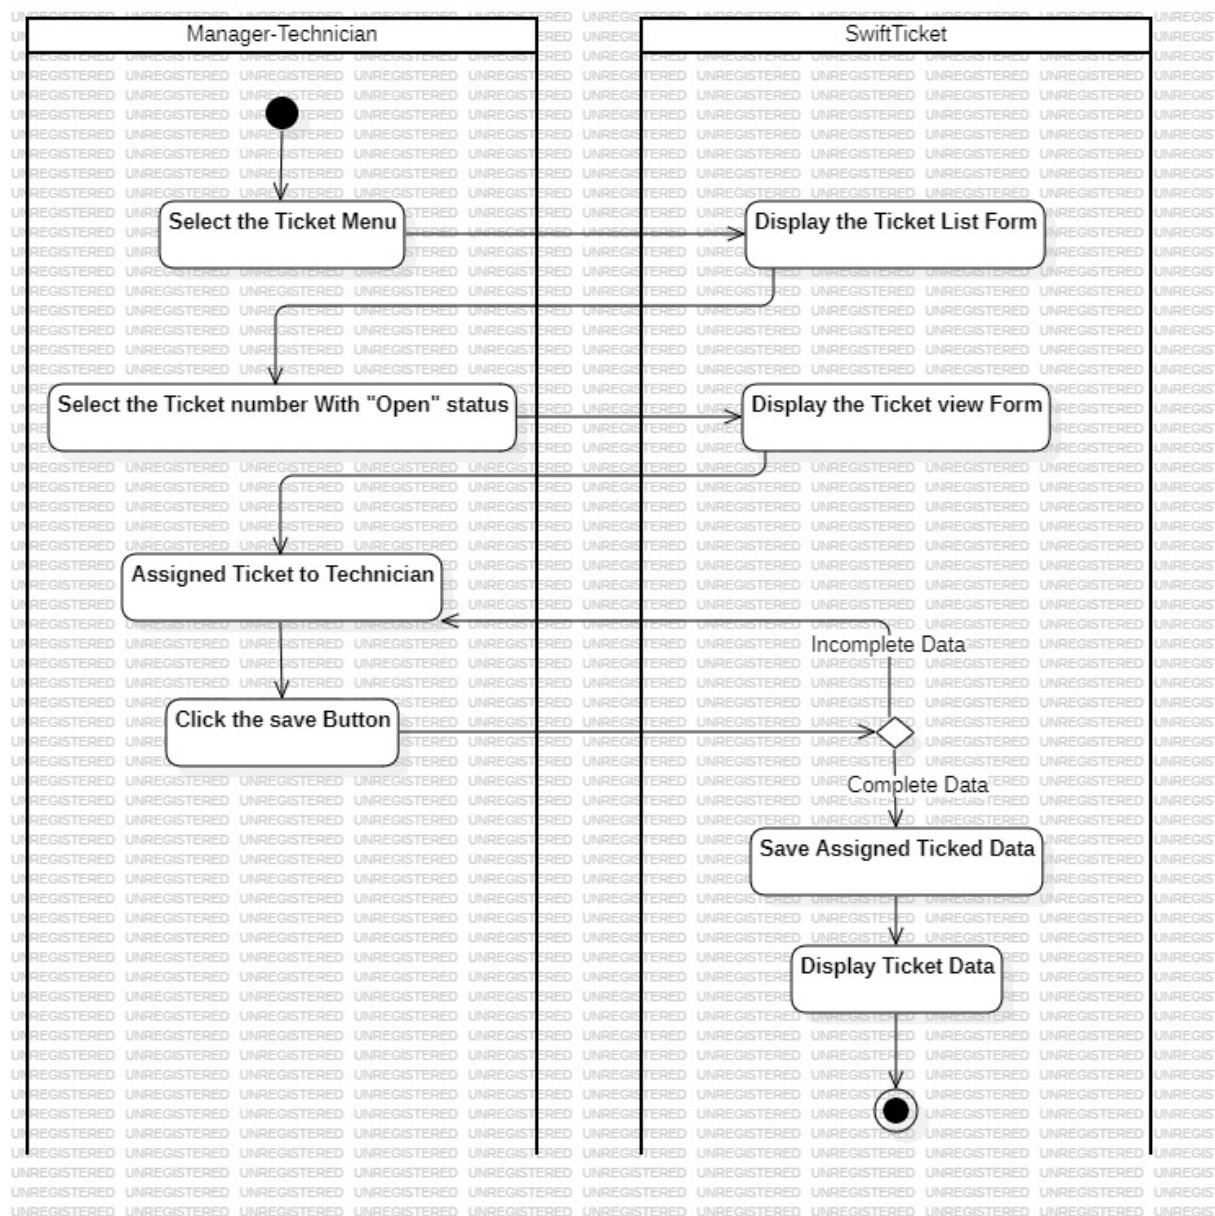 Manager-Technician
SwiftTicket
Select the Ticket Menu
Display the Ticket List Form
Select the Ticket number With "Open" status
Display the Ticket view Form
Assigned Ticket to Technician
Incomplete Data
Click the save Button
Complete Data
Save Assigned Ticked Data
Display Ticket Data
UNREGISTERED